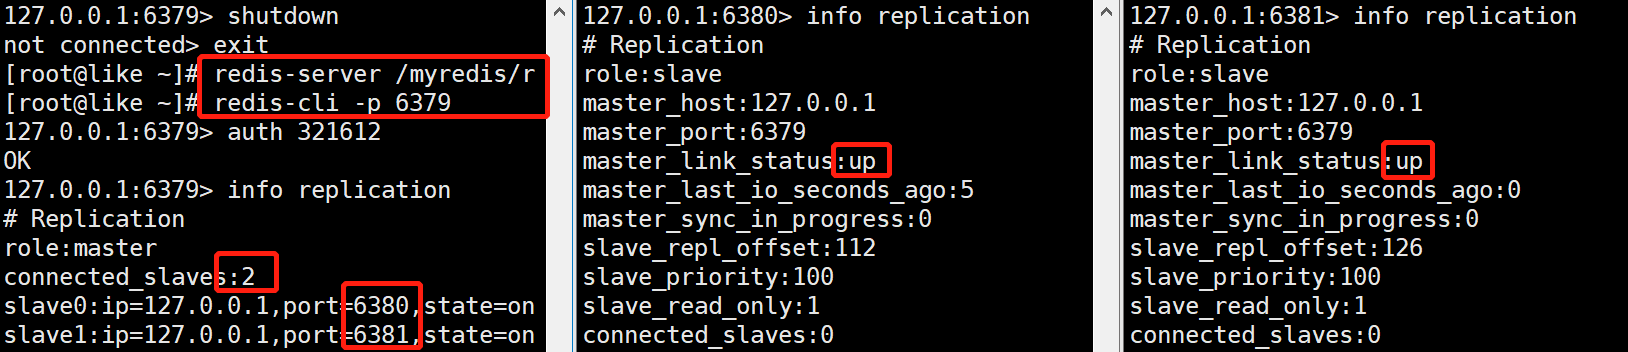 127.0.0.1:6379> shutdown
not connected> exit
[root@like ~]# redis-server /myredis/r
[root@like ~]# redis-cli -p 6379
127.0.0.1:6379> auth 321612
OK
127.0.0.1:6379> info replication
# Replication
role:master
connected_slaves:2
slave0:ip=127.0.0.1,port=6380,state=on
slave1:ip=127.0.0.1,port=6381,state=on
127.0.0.1:6380> info replication
# Replication
role:slave
master_host:127.0.0.1
master_port:6379
master_link_status:up
master_last_io_seconds_ago:5
master_sync_in_progress:0
slave_repl_offset:112
slave_priority:100
slave_read_only:1
connected_slaves:0
127.0.0.1:6381> info replication
# Replication
role:slave
master_host:127.0.0.1
master_port:6379
master_link_status:up
master_last_io_seconds_ago:0
master_sync_in_progress:0
slave_repl_offset:126
slave_priority:100
slave_read_only:1
connected_slaves:0